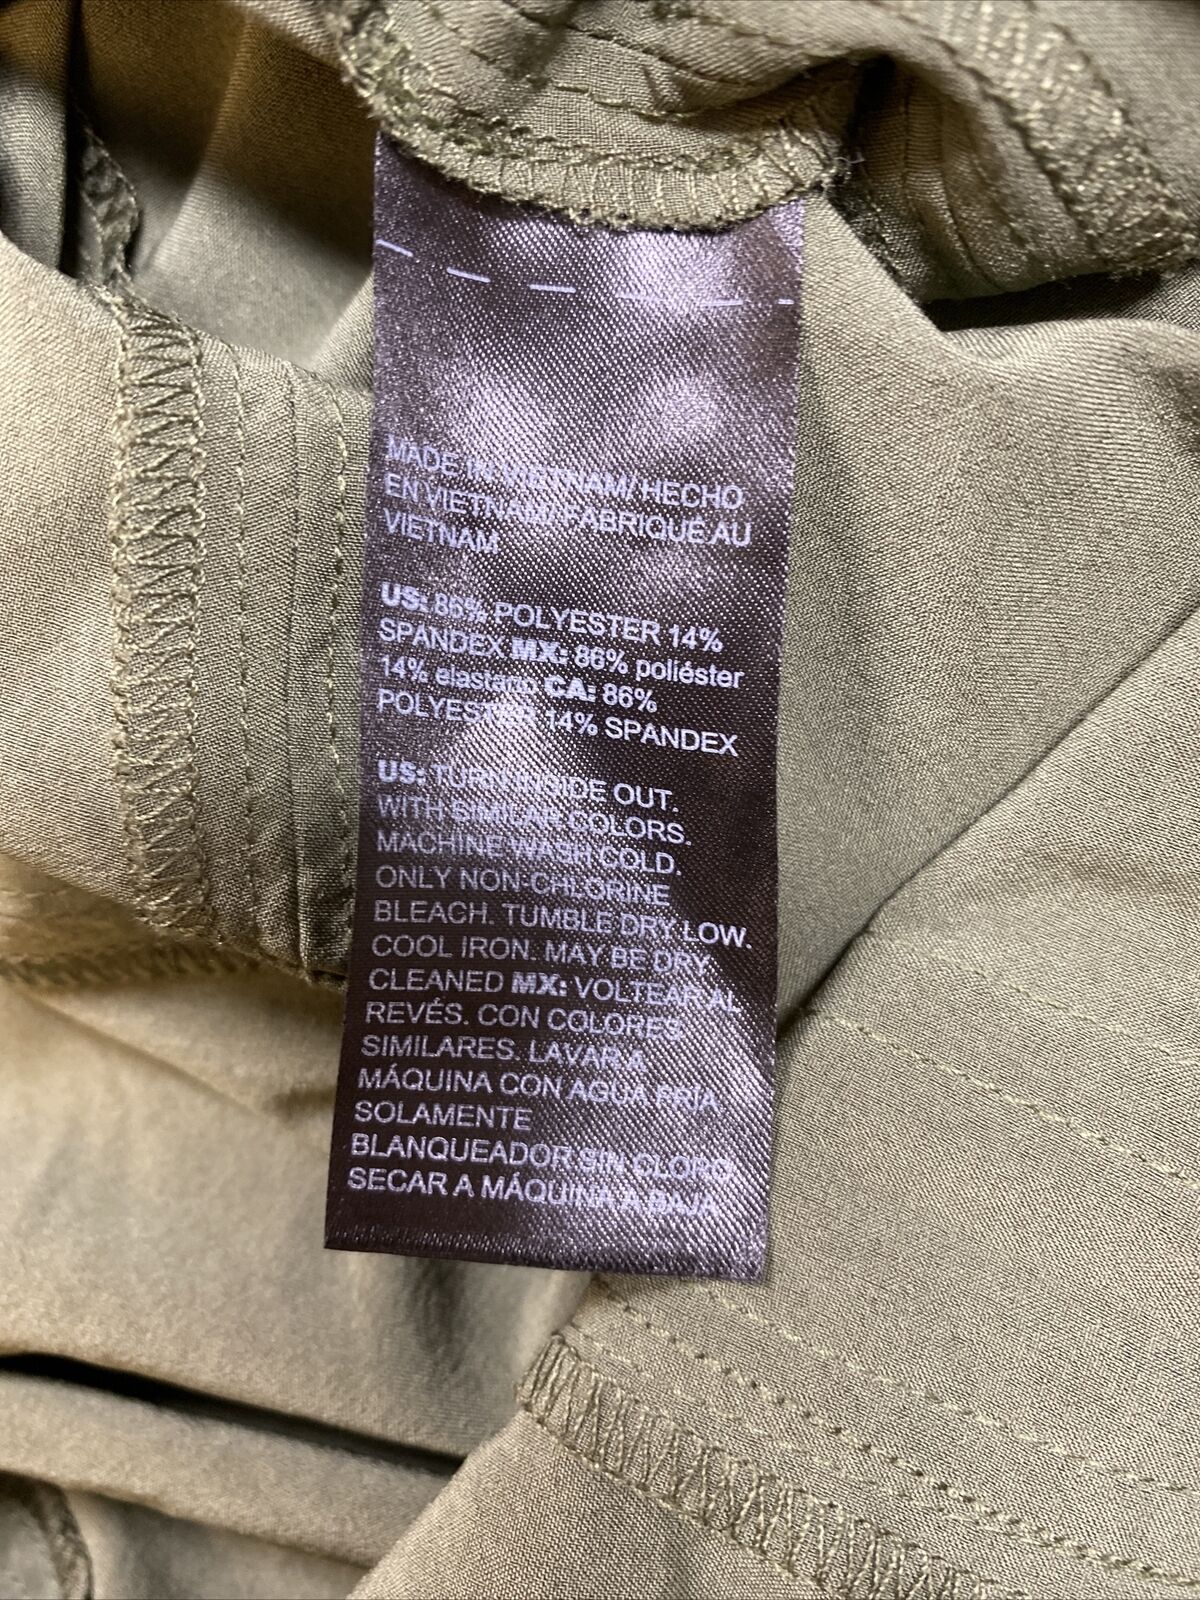 MADE IN VIETNAM/ HECHO
EN VIETNAM/ FABRIQUÉ AU
VIETNAM
US: 86% POLYESTER 14%
SPANDEX MX: 86% poliéster
14% elastano CA: 86%
POLYESTER 14% SPANDEX
US: TURN INSIDE OUT.
WITH SIMILAR COLORS.
MACHINE WASH COLD.
ONLY NON-CHLORINE
BLEACH. TUMBLE DRY LOW.
COOL IRON. MAY BE DRY
CLEANED MX: VOLTEAR AL
REVÉS. CON COLORES
SIMILARES. LAVAR A
MÁQUINA CON AGUA FRÍA
SOLAMENTE
BLANQUEADOR SIN CLORO
SECAR A MÁQUINA A BAJA